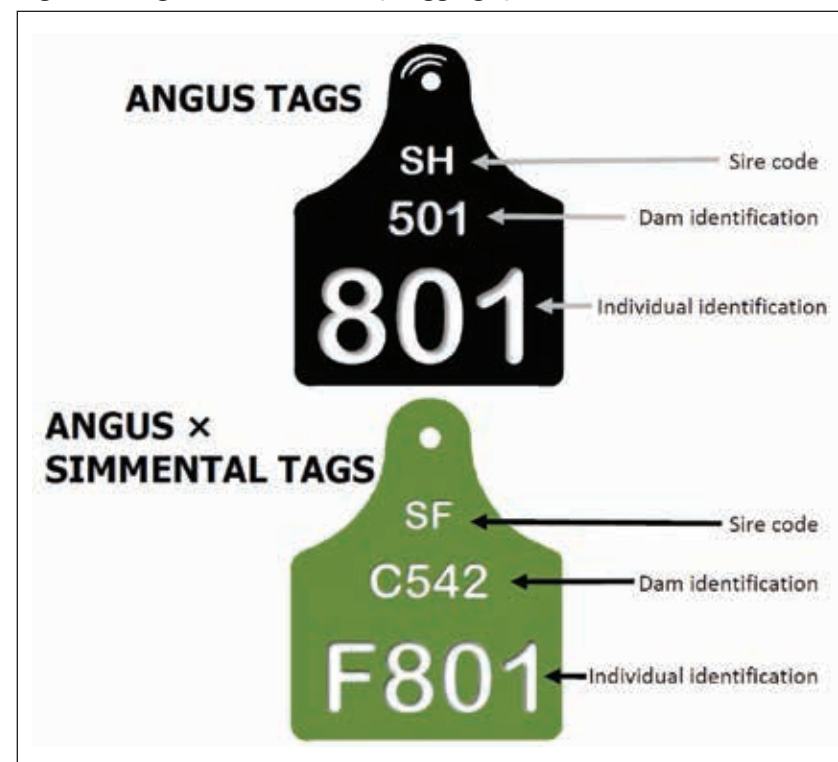 ANGUS TAGS
SH
Sire code
501
Dam identification
801
Individual identification
ANGUS ×
SIMMENTAL TAGS
SF
Sire code
C542
Dam identification
F801
Individual identification